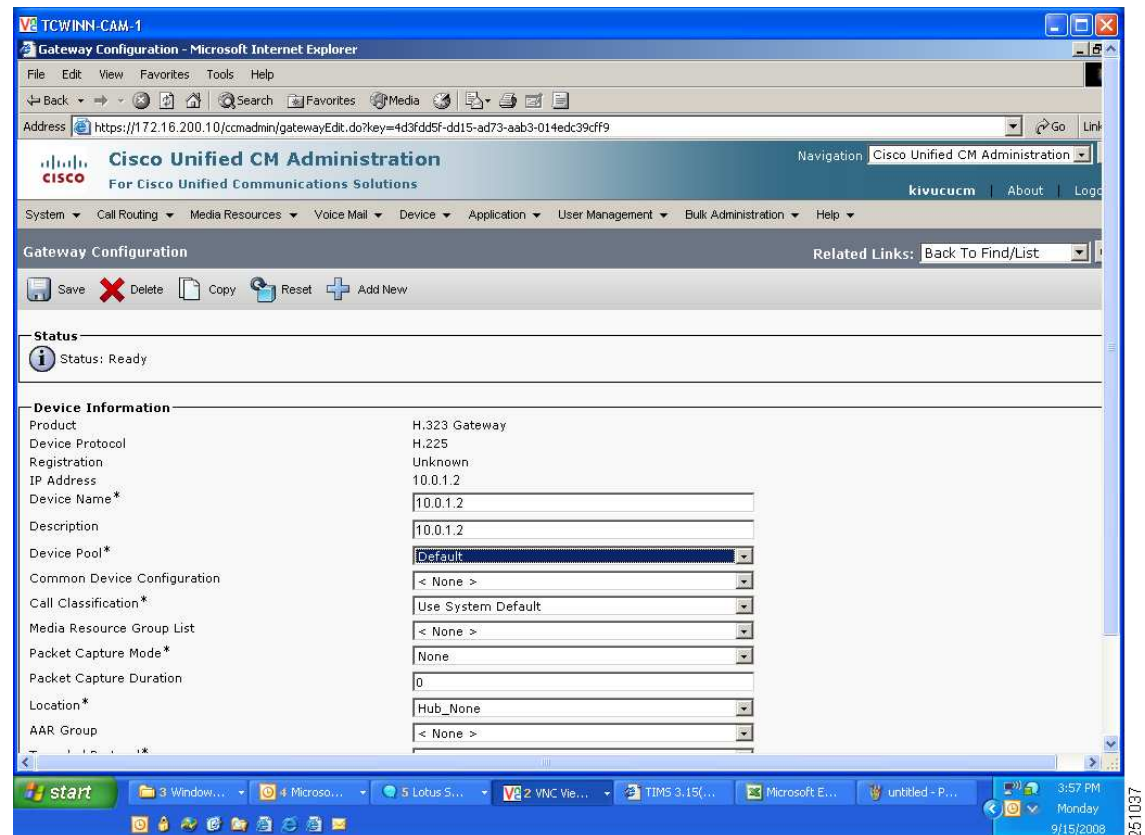 TCWINN-CAM-1
Gateway Configuration - Microsoft Internet Explorer
File Edit View Favorites Tools Help
Back Search Favorites Media
Address https://172.16.200.10/ccmadmin/gatewayEdit.do?key=4d3fdd5f-dd15-ad73-aab3-014edc39cff9 Go Link
CISCO
Cisco Unified CM Administration
For Cisco Unified Communications Solutions
Navigation Cisco Unified CM Administration
kivucucm About Logo
System Call Routing Media Resources Voice Mail Device Application User Management Bulk Administration Help
Gateway Configuration Related Links: Back To Find/List
Save Delete Copy Reset Add New
Status
Status: Ready
Device Information
Product H.323 Gateway
Device Protocol H.225
Registration Unknown
IP Address 10.0.1.2
Device Name* 10.0.1.2
Description 10.0.1.2
Device Pool* Default
Common Device Configuration < None >
Call Classification* Use System Default
Media Resource Group List < None >
Packet Capture Mode* None
Packet Capture Duration 0
Location* Hub_None
AAR Group < None >
start 3 Window... 4 Microso... 5 Lotus S... 2 VNC Vie... TIMS 3.15(... Microsoft E... untitled - P... 3:57 PM
Monday
9/15/2008